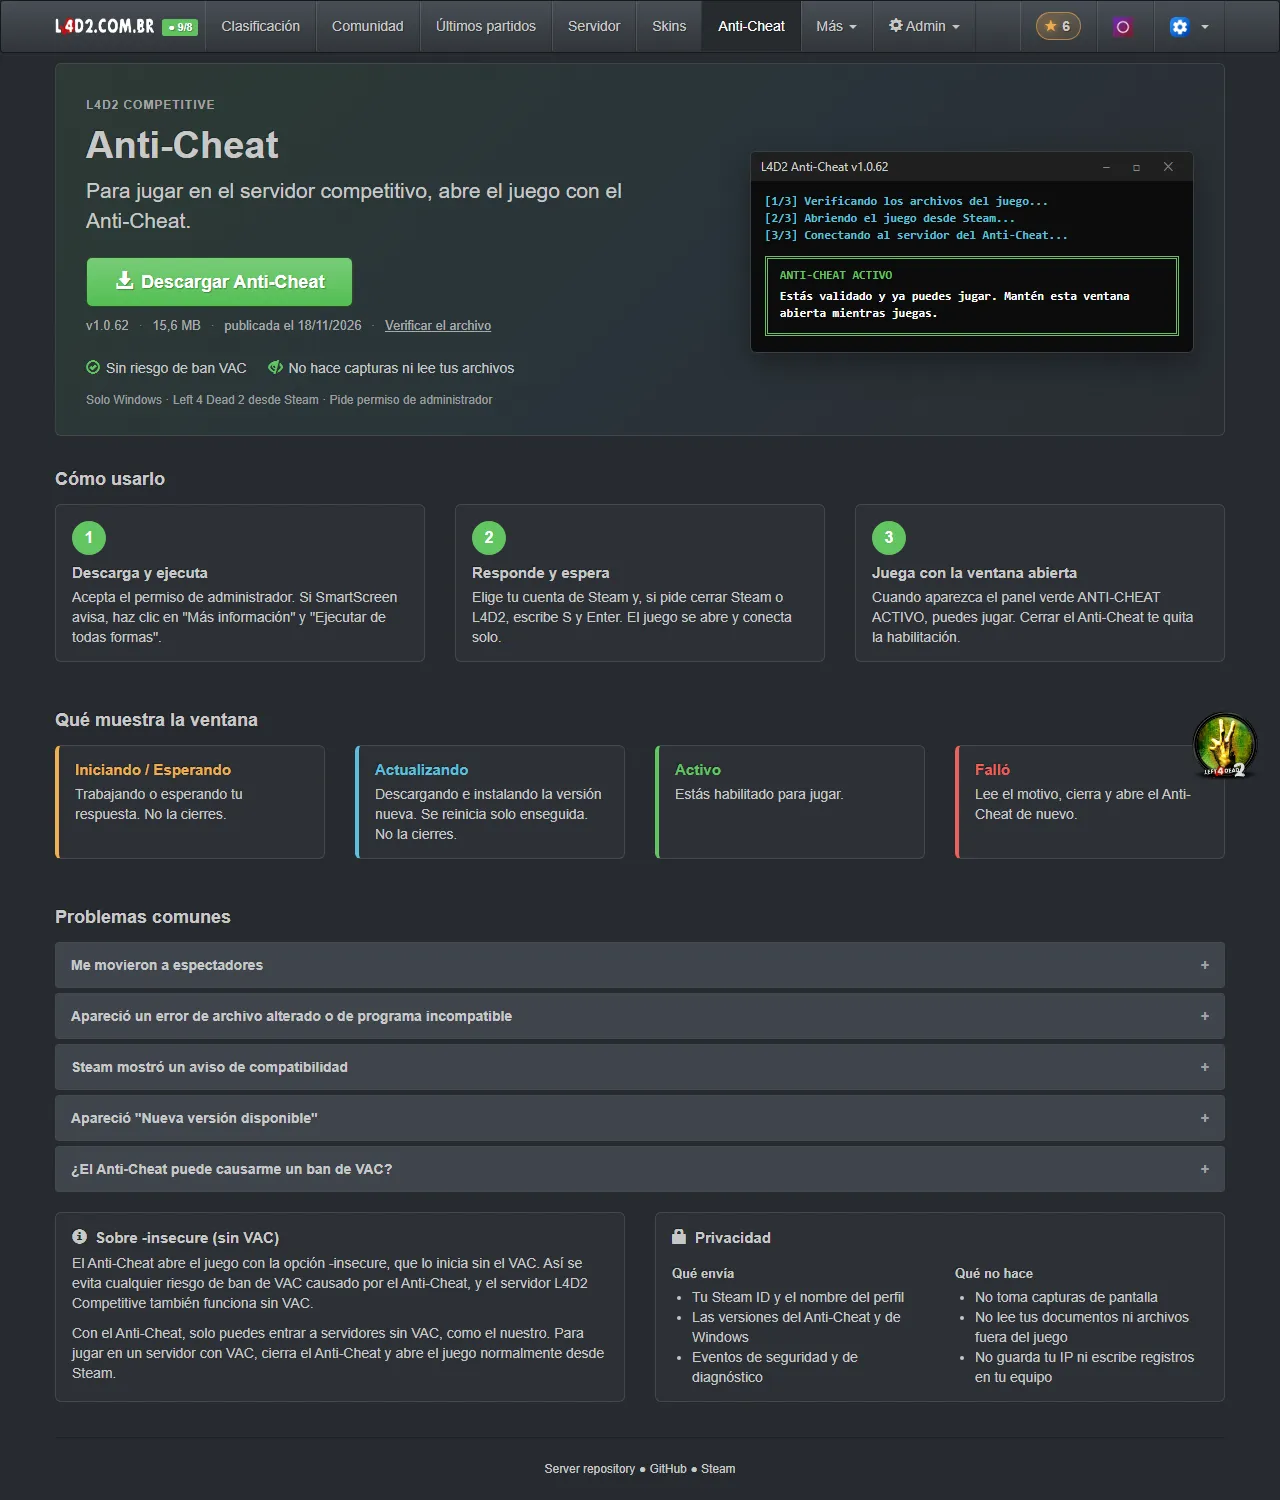 L4D2.COM.BR
● 9/8
Clasificación
Comunidad
Últimos partidos
Servidor
Skins
Anti-Cheat
Más
Admin
★ 6
L4D2 COMPETITIVE
Anti-Cheat
Para jugar en el servidor competitivo, abre el juego con el
Anti-Cheat.
Descargar Anti-Cheat
v1.0.62 · 15,6 MB · publicada el 18/11/2026 · Verificar el archivo
Sin riesgo de ban VAC
No hace capturas ni lee tus archivos
Solo Windows · Left 4 Dead 2 desde Steam · Pide permiso de administrador
L4D2 Anti-Cheat v1.0.62
[1/3] Verificando los archivos del juego...
[2/3] Abriendo el juego desde Steam...
[3/3] Conectando al servidor del Anti-Cheat...
ANTI-CHEAT ACTIVO
Estás validado y ya puedes jugar. Mantén esta ventana
abierta mientras juegas.
Cómo usarlo
1
Descarga y ejecuta
Acepta el permiso de administrador. Si SmartScreen
avisa, haz clic en "Más información" y "Ejecutar de
todas formas".
2
Responde y espera
Elige tu cuenta de Steam y, si pide cerrar Steam o
L4D2, escribe S y Enter. El juego se abre y conecta
solo.
3
Juega con la ventana abierta
Cuando aparezca el panel verde ANTI-CHEAT
ACTIVO, puedes jugar. Cerrar el Anti-Cheat te quita
la habilitación.
Qué muestra la ventana
Iniciando / Esperando
Trabajando o esperando tu
respuesta. No la cierres.
Actualizando
Descargando e instalando la versión
nueva. Se reinicia solo enseguida.
No la cierres.
Activo
Estás habilitado para jugar.
Falló
Lee el motivo, cierra y abre el Anti-
Cheat de nuevo.
LEFT 4 DEAD 2
Problemas comunes
Me movieron a espectadores +
Apareció un error de archivo alterado o de programa incompatible +
Steam mostró un aviso de compatibilidad +
Apareció "Nueva versión disponible" +
¿El Anti-Cheat puede causarme un ban de VAC? +
Sobre -insecure (sin VAC)
El Anti-Cheat abre el juego con la opción -insecure, que lo inicia sin el VAC. Así se
evita cualquier riesgo de ban de VAC causado por el Anti-Cheat, y el servidor L4D2
Competitive también funciona sin VAC.
Con el Anti-Cheat, solo puedes entrar a servidores sin VAC, como el nuestro. Para
jugar en un servidor con VAC, cierra el Anti-Cheat y abre el juego normalmente desde
Steam.
Privacidad
Qué envía
• Tu Steam ID y el nombre del perfil
• Las versiones del Anti-Cheat y de
Windows
• Eventos de seguridad y de
diagnóstico
Qué no hace
• No toma capturas de pantalla
• No lee tus documentos ni archivos
fuera del juego
• No guarda tu IP ni escribe registros
en tu equipo
Server repository ● GitHub ● Steam